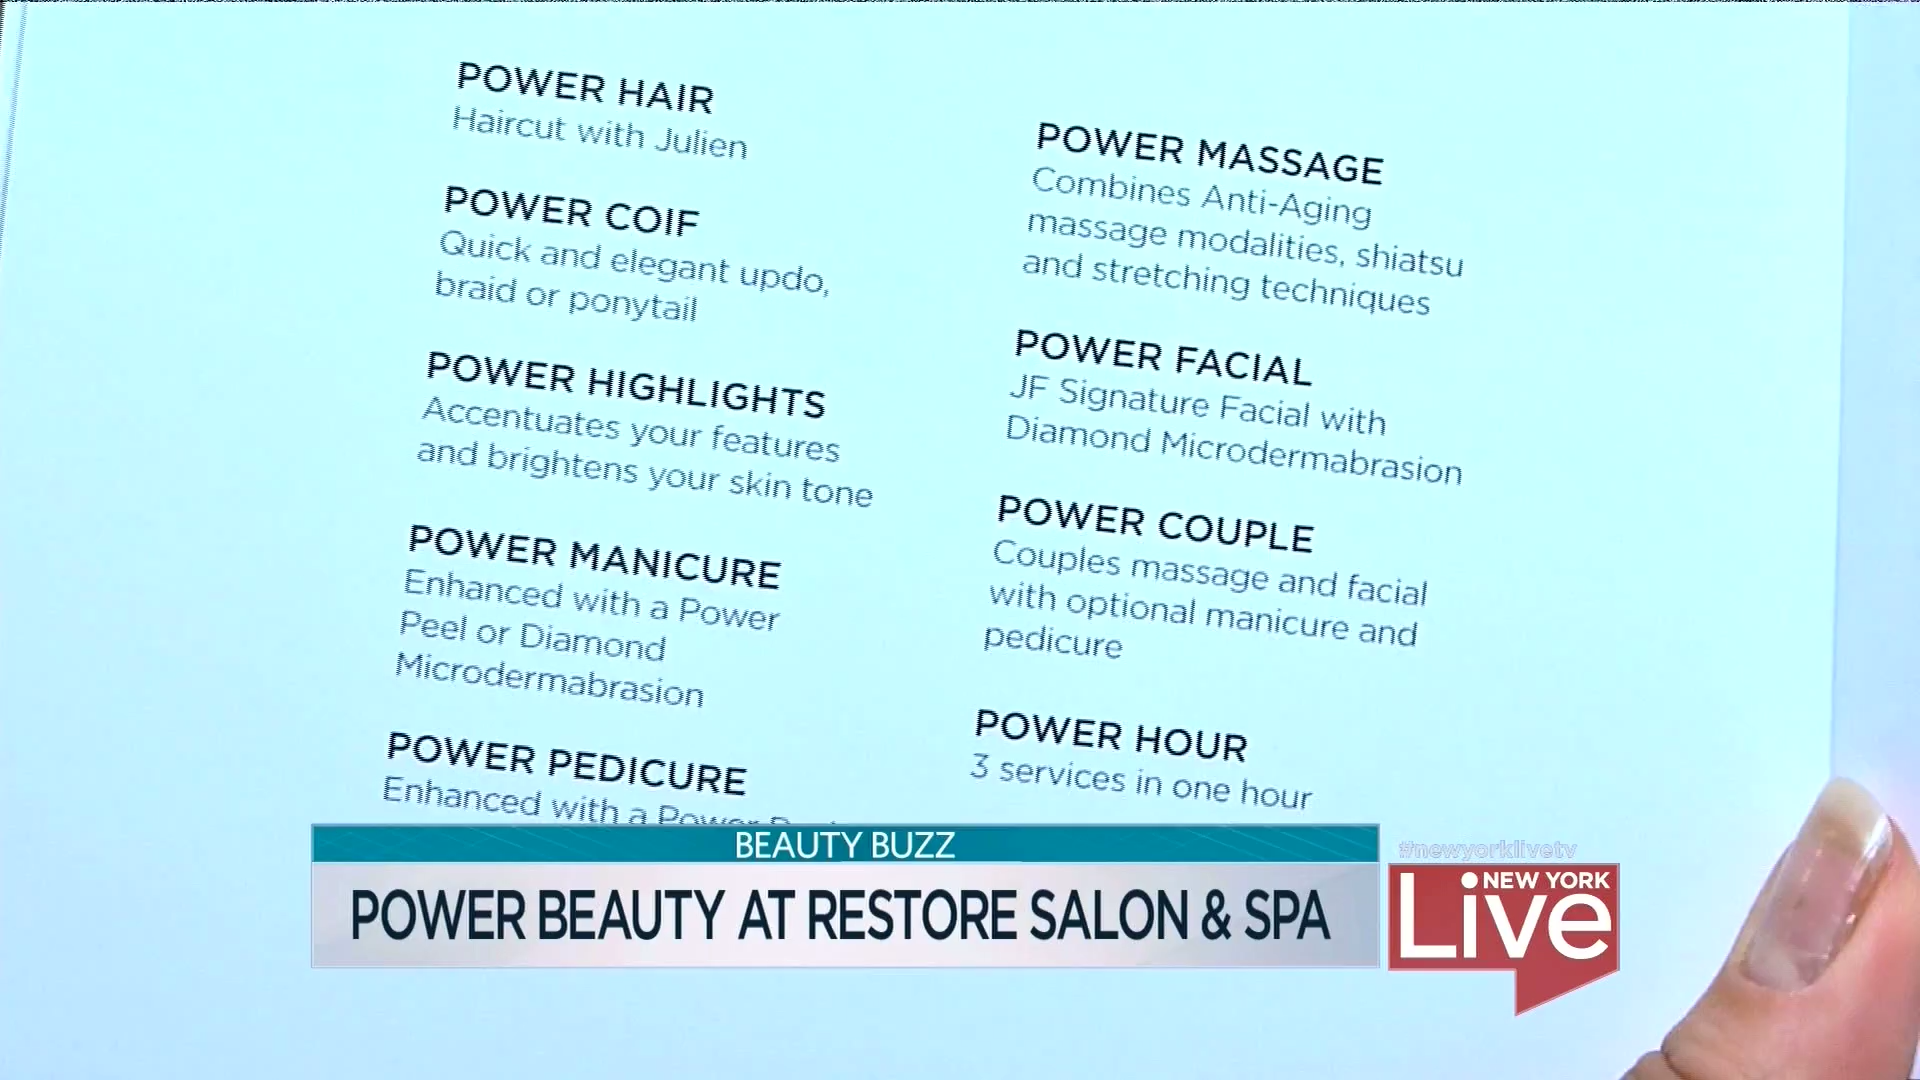 POWER HAIR
Haircut with Julien
POWER COIF
Quick and elegant updo,
braid or ponytail
POWER HIGHLIGHTS
Accentuates your features
and brightens your skin tone
POWER MANICURE
Enhanced with a Power
Peel or Diamond
Microdermabrasion
POWER PEDICURE
Enhanced with a Power
POWER MASSAGE
Combines Anti-Aging
massage modalities, shiatsu
and stretching techniques
POWER FACIAL
JF Signature Facial with
Diamond Microdermabrasion
POWER COUPLE
Couples massage and facial
with optional manicure and
pedicure
POWER HOUR
3 services in one hour
BEAUTY BUZZ
POWER BEAUTY AT RESTORE SALON & SPA
#newyorklivetv
NEW YORK
Live